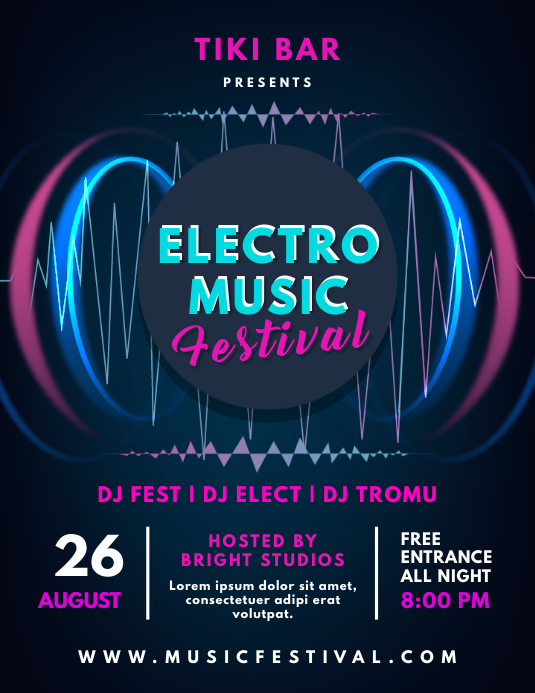 TIKI BAR
PRESENTS
ELECTRO
MUSIC
Festival
DJ FEST | DJ ELECT | DJ TROMU
26
AUGUST
HOSTED BY
BRIGHT STUDIOS
Lorem ipsum dolor sit amet,
consectetuer adipi erat
volutpat.
FREE
ENTRANCE
ALL NIGHT
8:00 PM
WWW.MUSICFESTIVAL.COM